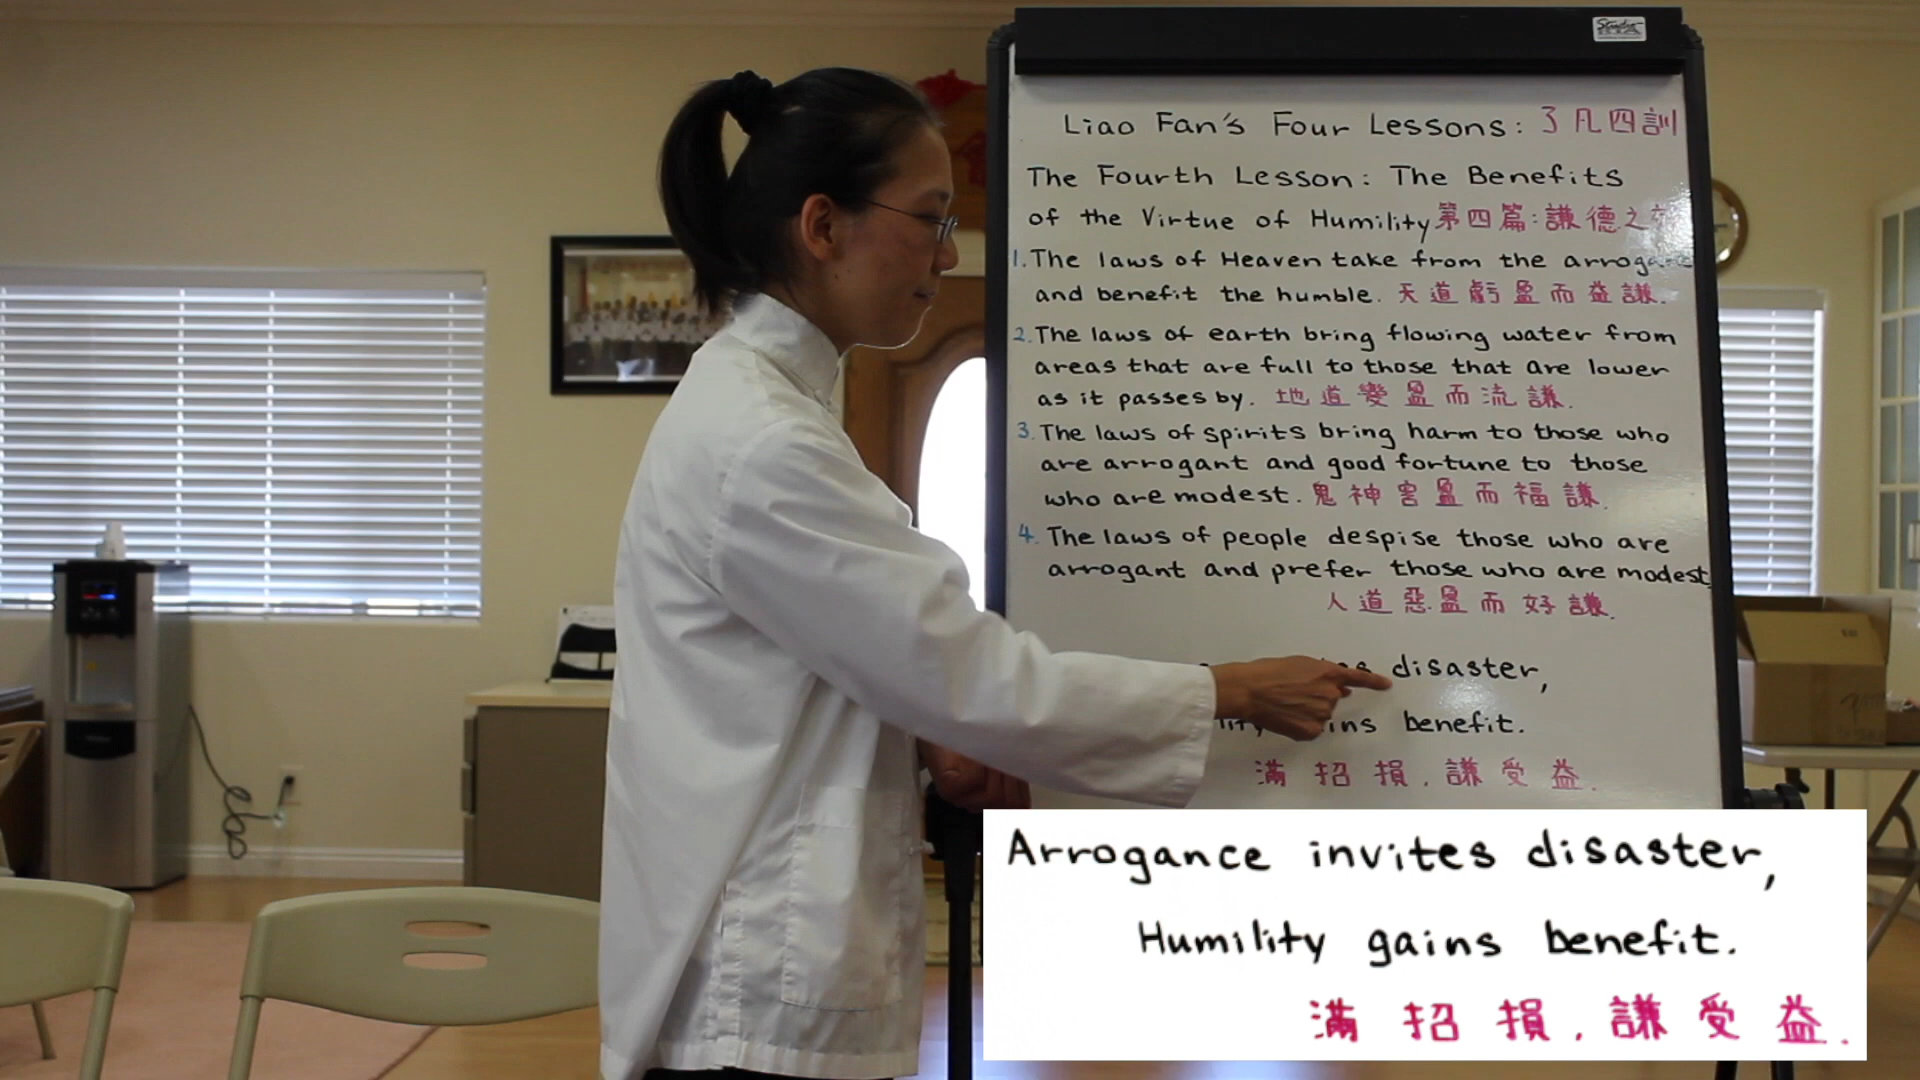 Studio
Liao Fan's Four Lessons: 了凡四訓
The Fourth Lesson: The Benefits
of the Virtue of Humility 第四篇:謙德之
1. The laws of Heaven take from the
and benefit the humble. 天道虧盈而益謙.
2. The laws of earth bring flowing water from
areas that are full to those that are lower
as it passes by. 地道變盈而流謙.
3. The laws of spirits bring harm to those who
are arrogant and good fortune to those
who are modest. 鬼神害盈而福謙.
4. The laws of people despise those who are
arrogant and prefer those who are modest
人道惡盈而好謙.
disaster,
benefit.
滿招損,謙受益.
Arrogance invites disaster,
Humility gains benefit.
滿招損,謙受益.